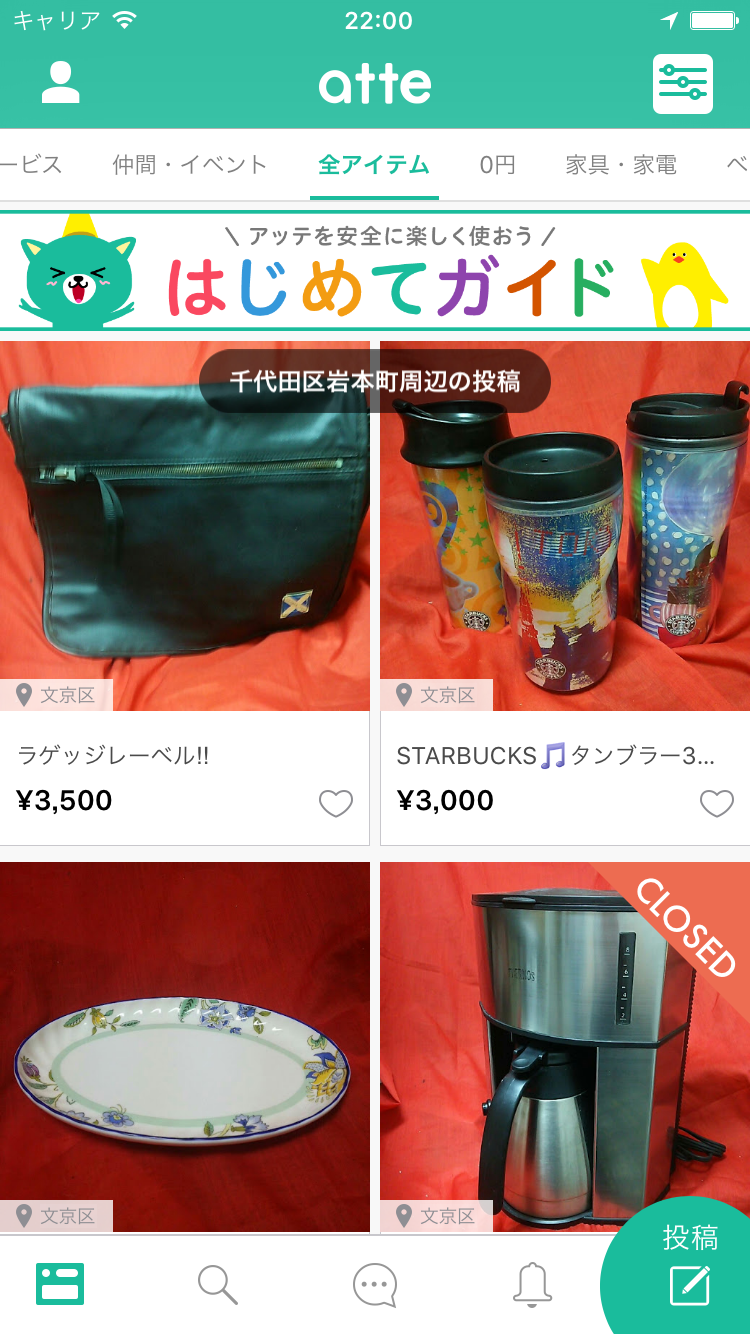 キャリア 22:00
atte
ービス 仲間・イベント 全アイテム 0円 家具・家電 ベ
\ アッテを安全に楽しく使おう /
はじめてガイド
千代田区岩本町周辺の投稿
文京区 文京区
ラゲッジレーベル!!
STARBUCKS🎵タンブラー3...
¥3,500
¥3,000
CLOSED
文京区 文京区
投稿